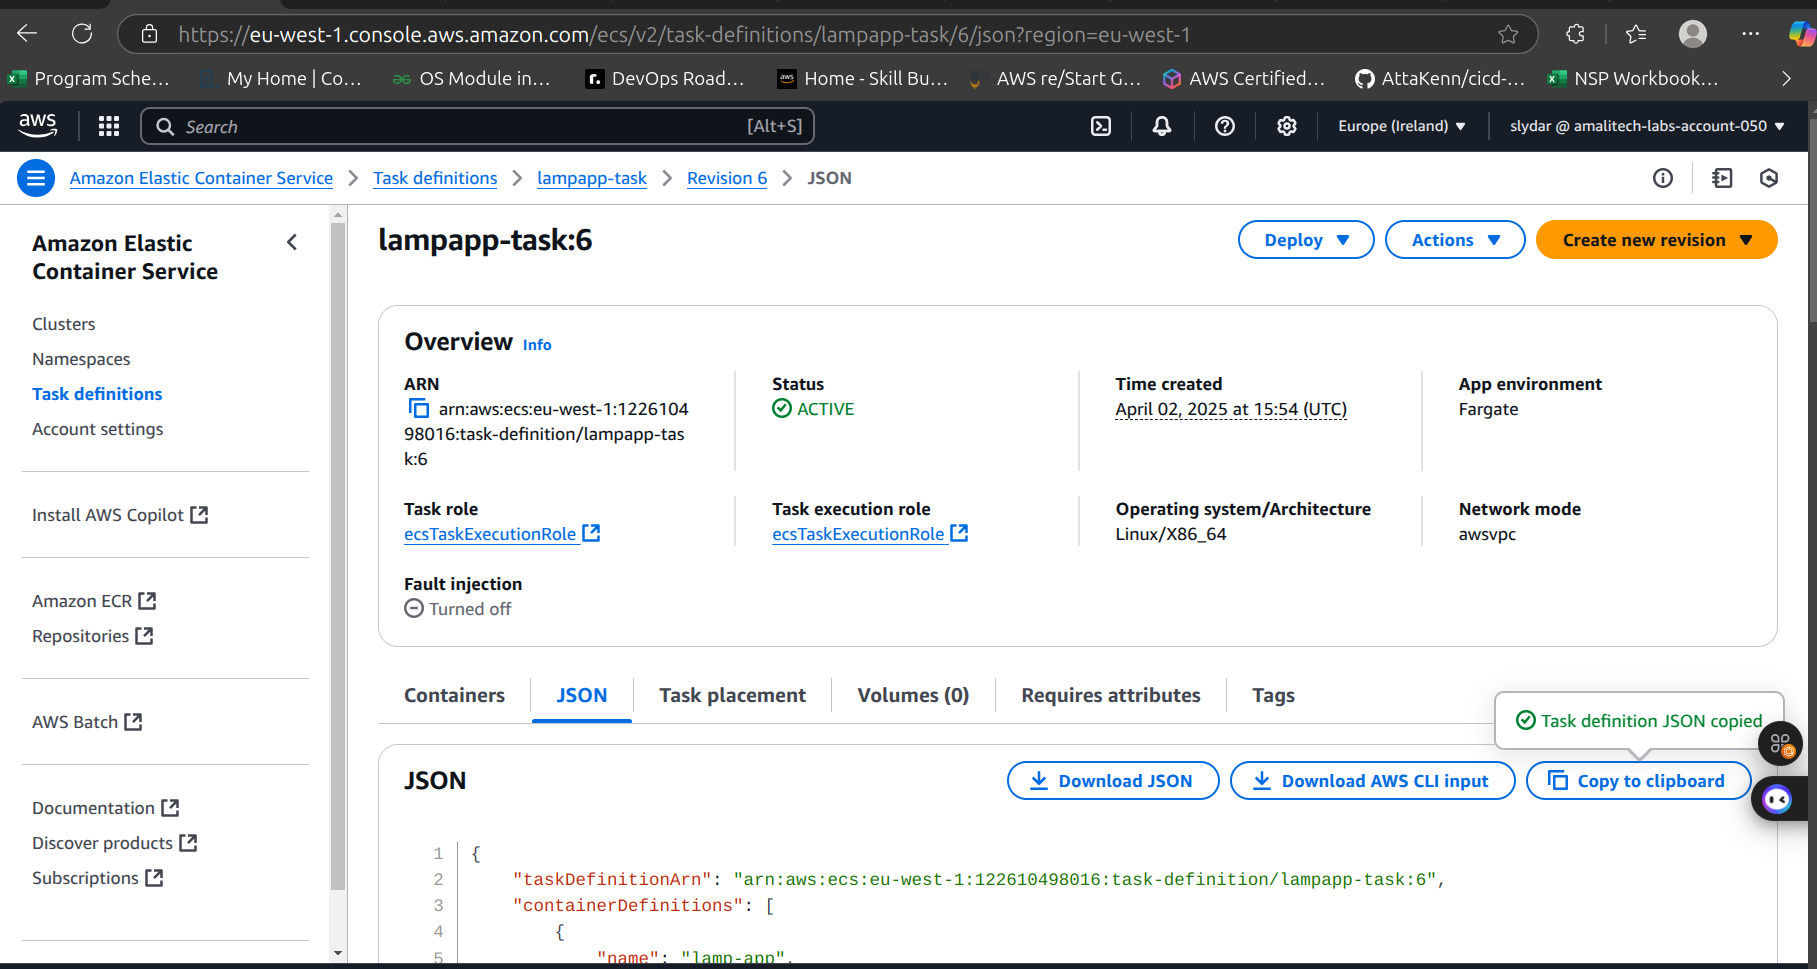 https://eu-west-1.console.aws.amazon.com/ecs/v2/task-definitions/lampapp-task/6/json?region=eu-west-1
Program Sche...
My Home | Co...
OS Module in...
DevOps Road...
Home - Skill Bu...
AWS re/Start G...
AWS Certified...
AttaKenn/cicd-...
NSP Workbook...
aws
Search
[Alt+S]
Europe (Ireland)
slydar @ amalitech-labs-account-050
Amazon Elastic Container Service
Task definitions
lampapp-task
Revision 6
JSON
Amazon Elastic
Container Service
Clusters
Namespaces
Task definitions
Account settings
Install AWS Copilot
Amazon ECR
Repositories
AWS Batch
Documentation
Discover products
Subscriptions
lampapp-task:6
Deploy
Actions
Create new revision
Overview Info
ARN
arn:aws:ecs:eu-west-1:1226104
98016:task-definition/lampapp-tas
k:6
Status
ACTIVE
Time created
April 02, 2025 at 15:54 (UTC)
App environment
Fargate
Task role
ecsTaskExecutionRole
Task execution role
ecsTaskExecutionRole
Operating system/Architecture
Linux/X86_64
Network mode
awsvpc
Fault injection
Turned off
Containers
JSON
Task placement
Volumes (0)
Requires attributes
Tags
Task definition JSON copied
JSON
Download JSON
Download AWS CLI input
Copy to clipboard
1 {
2 "taskDefinitionArn": "arn:aws:ecs:eu-west-1:122610498016:task-definition/lampapp-task:6",
3 "containerDefinitions": [
4 {
5 "name": "lamp-app",